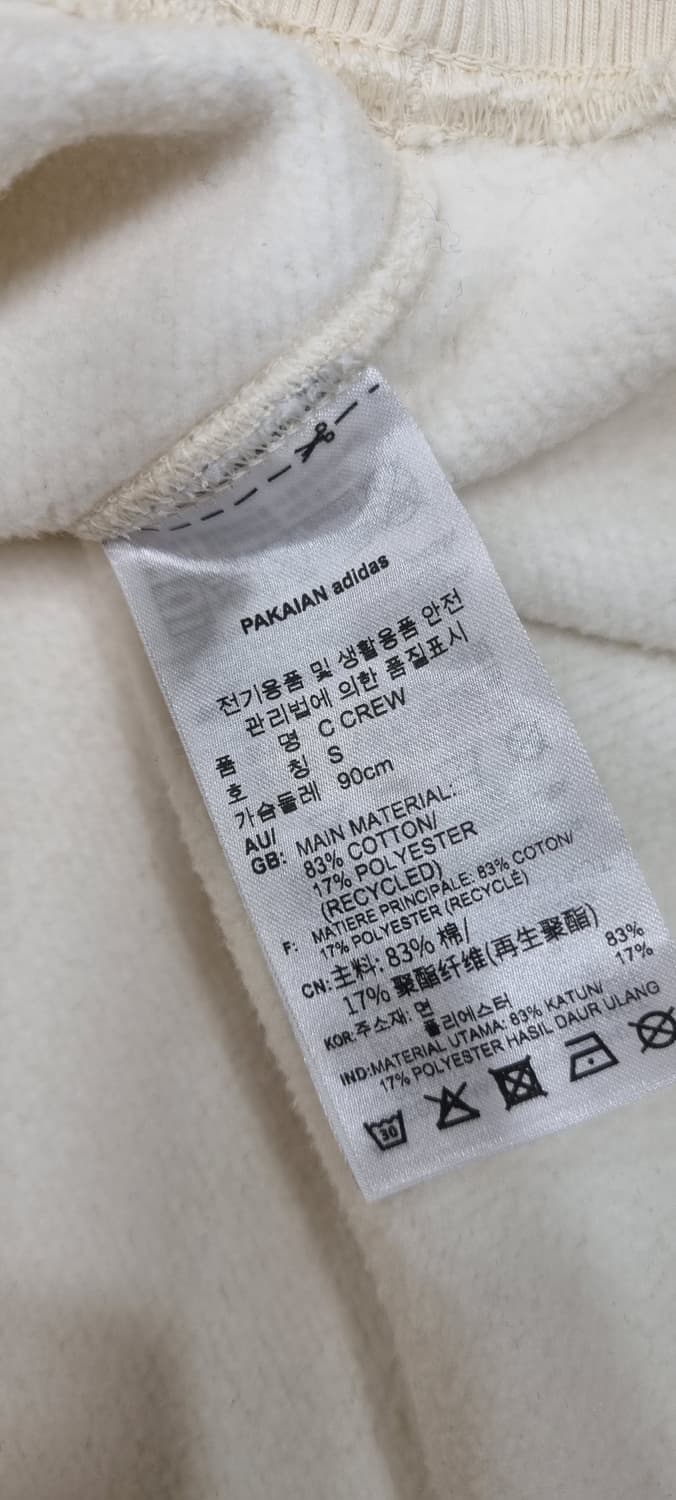 PAKAIAN adidas
전기용품 및 생활용품 안전
관리법에 의한 품질표시
품 명 C CREW
호 칭 S
가슴둘레 90cm
AU/
GB: MAIN MATERIAL:
83% COTTON/
17% POLYESTER
(RECYCLED)
F: MATIERE PRINCIPALE: 83% COTON/
17% POLYESTER (RECYCLÉ)
CN: 主料: 83% 棉/
17% 聚酯纤维(再生聚酯)
KOR: 주소재: 면 83%
폴리에스터 17%
IND: MATERIAL UTAMA: 83% KATUN/
17% POLYESTER HASIL DAUR ULANG
30